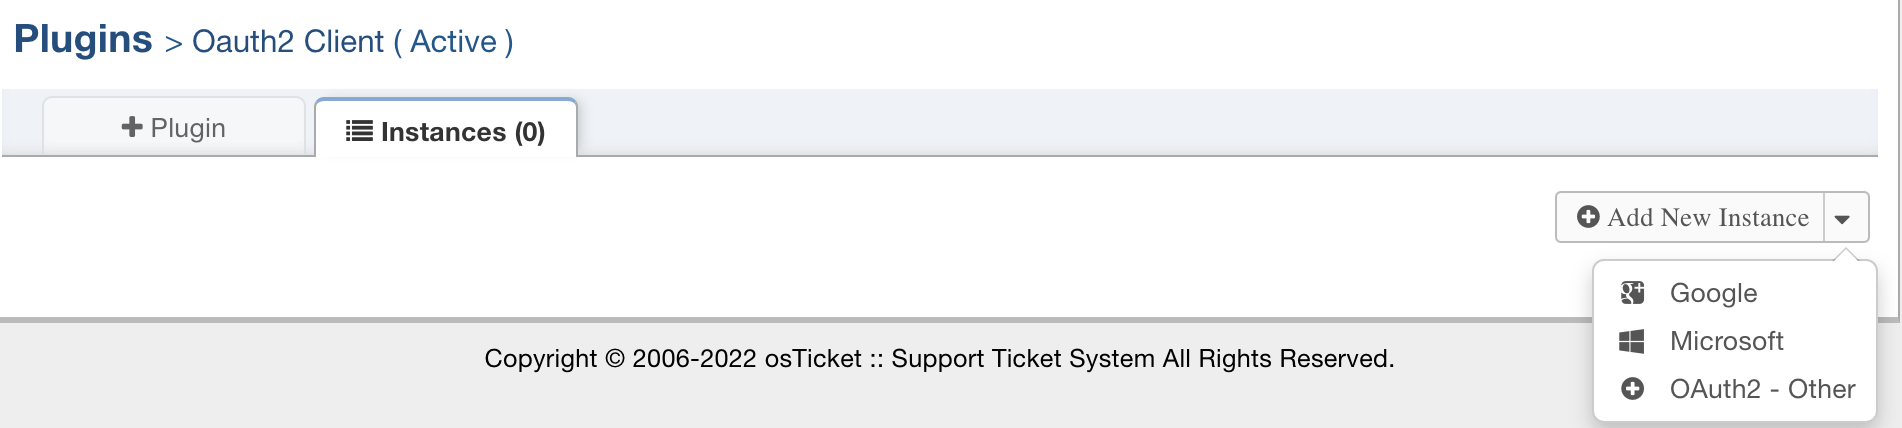 Plugins > Oauth2 Client ( Active )
Plugin
Instances (0)
Add New Instance
Google
Microsoft
OAuth2 - Other
Copyright © 2006-2022 osTicket :: Support Ticket System All Rights Reserved.